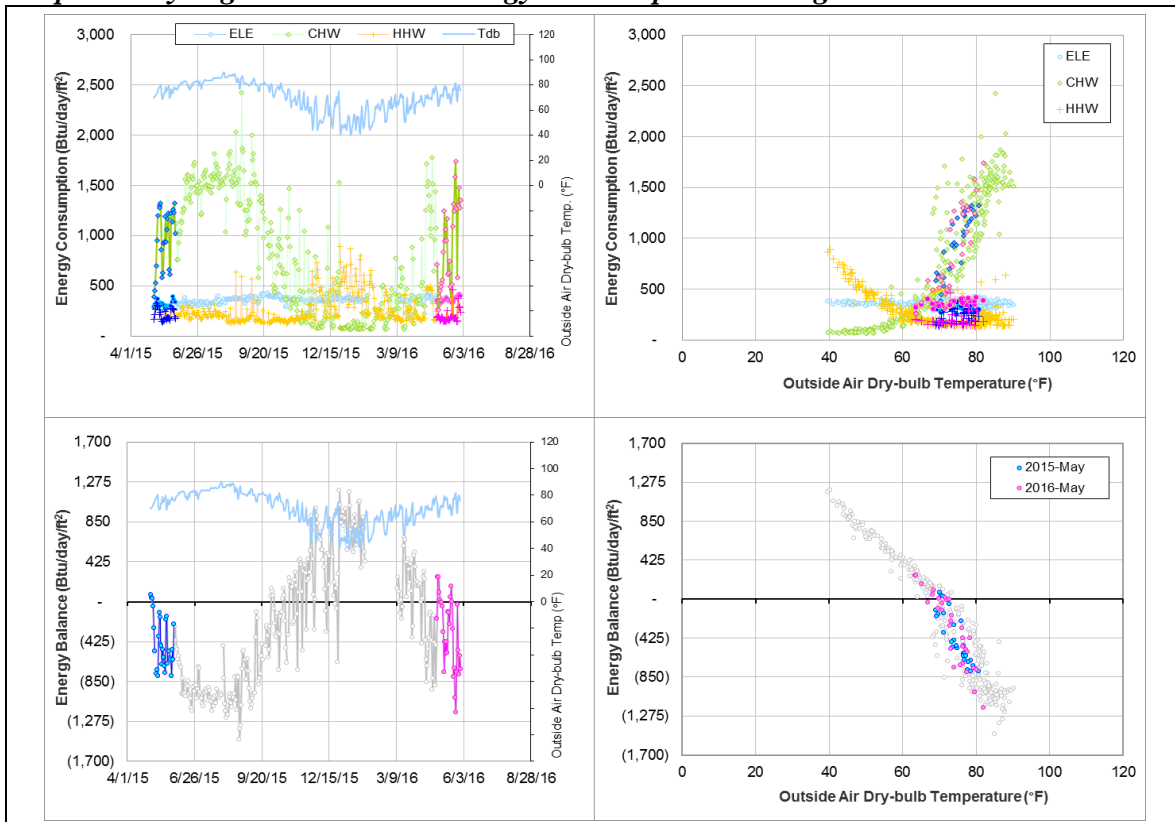 ELE CHW HHW Tdb
3,000
2,500
2,000
1,500
1,000
500
-
120
100
80
60
40
20
0
4/1/15 6/26/15 9/20/15 12/15/15 3/9/16 6/3/16 8/28/16
Energy Consumption (Btu/day/ft²)
Outside Air Dry-bulb Temp. (°F)
ELE
CHW
HHW
3,000
2,500
2,000
1,500
1,000
500
-
0 20 40 60 80 100 120
Energy Consumption (Btu/day/ft²)
Outside Air Dry-bulb Temperature (°F)
1,700
1,275
850
425
-
(425)
(850)
(1,275)
(1,700)
120
100
80
60
40
20
0
4/1/15 6/26/15 9/20/15 12/15/15 3/9/16 6/3/16 8/28/16
Energy Balance (Btu/day/ft²)
Outside Air Dry-bulb Temp (°F)
2015-May
2016-May
1,700
1,275
850
425
-
(425)
(850)
(1,275)
(1,700)
0 20 40 60 80 100 120
Energy Balance (Btu/day/ft²)
Outside Air Dry-bulb Temperature (°F)